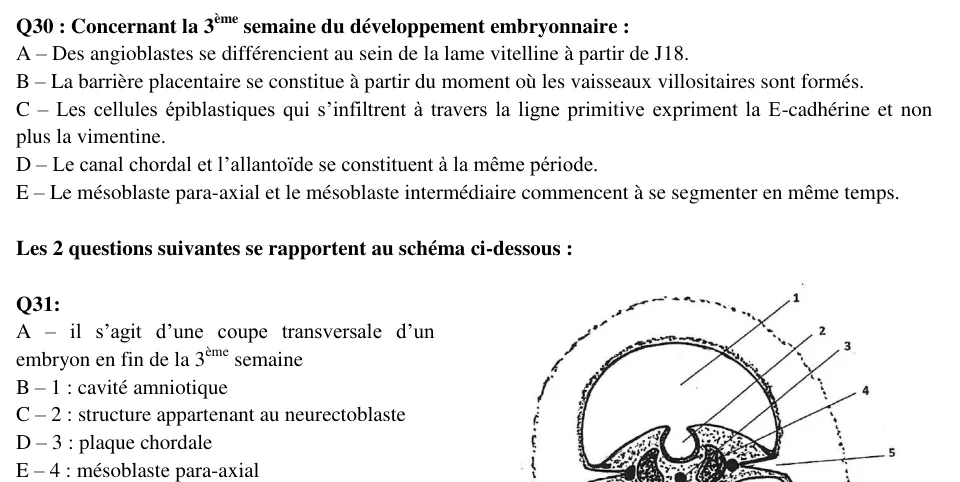 Q30 : Concernant la 3ème semaine du développement embryonnaire :
A – Des angioblastes se différencient au sein de la lame vitelline à partir de J18.
B – La barrière placentaire se constitue à partir du moment où les vaisseaux villositaires sont formés.
C – Les cellules épiblastiques qui s’infiltrent à travers la ligne primitive expriment la E-cadhérine et non
plus la vimentine.
D – Le canal chordal et l’allantoïde se constituent à la même période.
E – Le mésoblaste para-axial et le mésoblaste intermédiaire commencent à se segmenter en même temps.
Les 2 questions suivantes se rapportent au schéma ci-dessous :
Q31:
A – il s’agit d’une coupe transversale d’un
embryon en fin de la 3ème semaine
B – 1 : cavité amniotique
C – 2 : structure appartenant au neurectoblaste
D – 3 : plaque chordale
E – 4 : mésoblaste para-axial
1
2
3
4
5